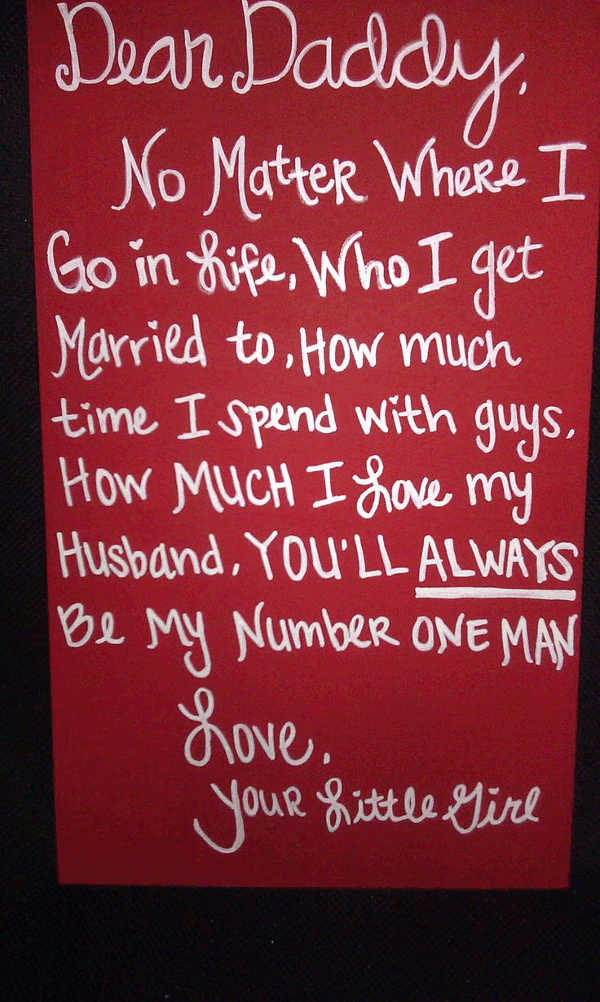 Dear Daddy,
No Matter Where I
Go in Life, Who I get
Married to, How much
time I spend with guys,
How MUCH I Love my
Husband, YOU'LL ALWAYS
Be My Number ONE MAN
Love,
Your Little Girl